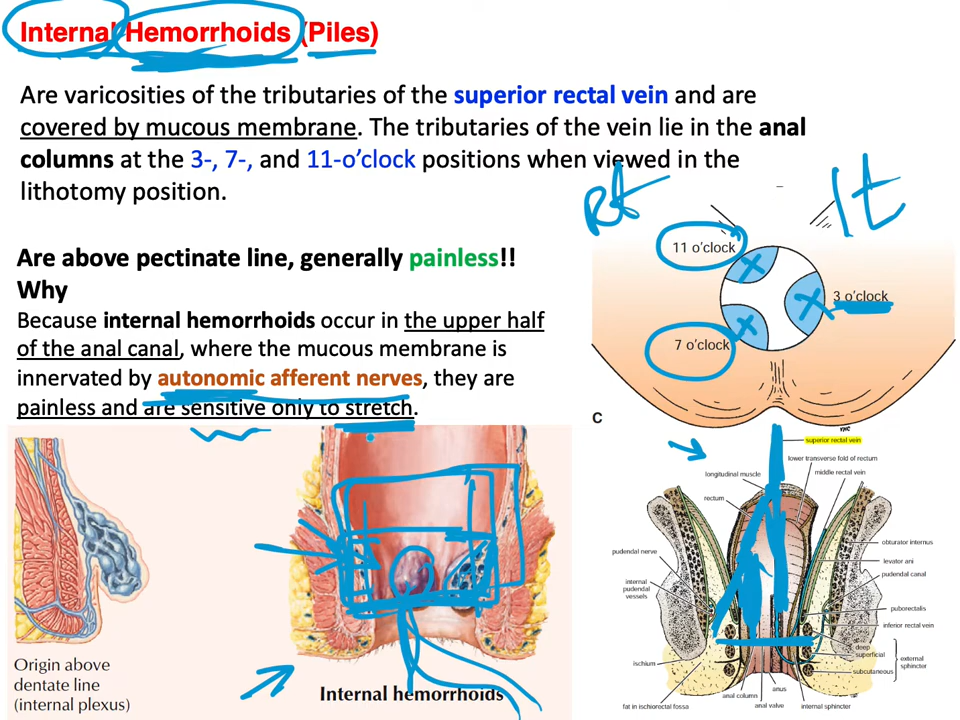 Internal Hemorrhoids (Piles)
Are varicosities of the tributaries of the superior rectal vein and are
covered by mucous membrane. The tributaries of the vein lie in the anal
columns at the 3-, 7-, and 11-o’clock positions when viewed in the
lithotomy position.
Are above pectinate line, generally painless!!
Why
Because internal hemorrhoids occur in the upper half
of the anal canal, where the mucous membrane is
innervated by autonomic afferent nerves, they are
painless and are sensitive only to stretch.
Rt
Lt
11 o'clock
3 o'clock
7 o'clock
C
YHC
superior rectal vein
lower transverse fold of rectum
longitudinal muscle
middle rectal vein
rectum
obturator internus
pudendal nerve
levator ani
pudendal canal
internal
pudendal
vessels
puborectalis
inferior rectal vein
deep
superficial
subcutaneous
external
sphincter
ischium
anus
anal column
internal sphincter
anal valve
fat in ischiorectal fossa
Origin above
dentate line
(internal plexus)
Internal hemorrhoids